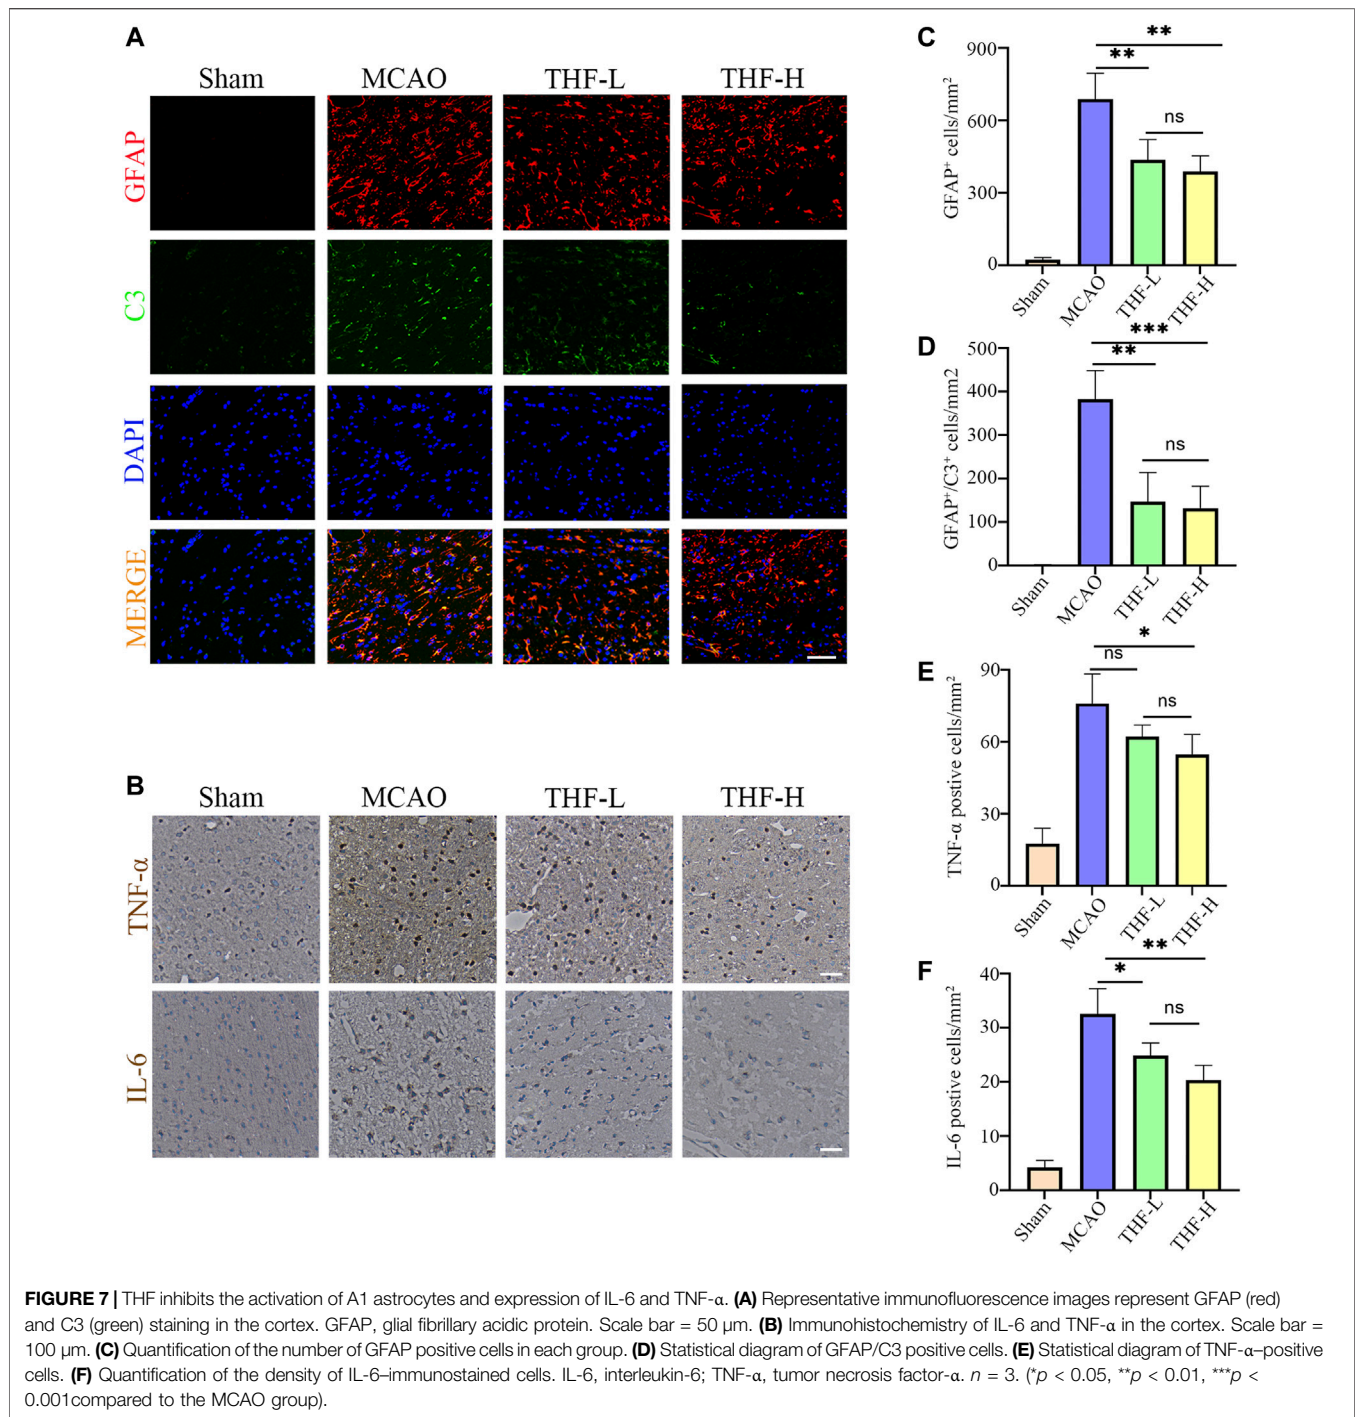 A
Sham MCAO THF-L THF-H
GFAP
C3
DAPI
MERGE
B
Sham MCAO THF-L THF-H
TNF-α
IL-6
C
GFAP⁺ cells/mm²
900
600
300
0
** **
ns
Sham MCAO THF-L THF-H
D
GFAP⁺/C3⁺ cells/mm2
500
400
300
200
100
0
***
**
ns
Sham MCAO THF-L THF-H
E
TNF-α postive cells/mm²
90
60
30
0
*
ns
ns
Sham MCAO THF-L THF-H
F
IL-6 postive cells/mm²
40
30
20
10
0
**
*
ns
Sham MCAO THF-L THF-H
FIGURE 7 | THF inhibits the activation of A1 astrocytes and expression of IL-6 and TNF-α. (A) Representative immunofluorescence images represent GFAP (red)
and C3 (green) staining in the cortex. GFAP, glial fibrillary acidic protein. Scale bar = 50 μm. (B) Immunohistochemistry of IL-6 and TNF-α in the cortex. Scale bar =
100 μm. (C) Quantification of the number of GFAP positive cells in each group. (D) Statistical diagram of GFAP/C3 positive cells. (E) Statistical diagram of TNF-α–positive
cells. (F) Quantification of the density of IL-6–immunostained cells. IL-6, interleukin-6; TNF-α, tumor necrosis factor-α. n = 3. (*p < 0.05, **p < 0.01, ***p <
0.001compared to the MCAO group).